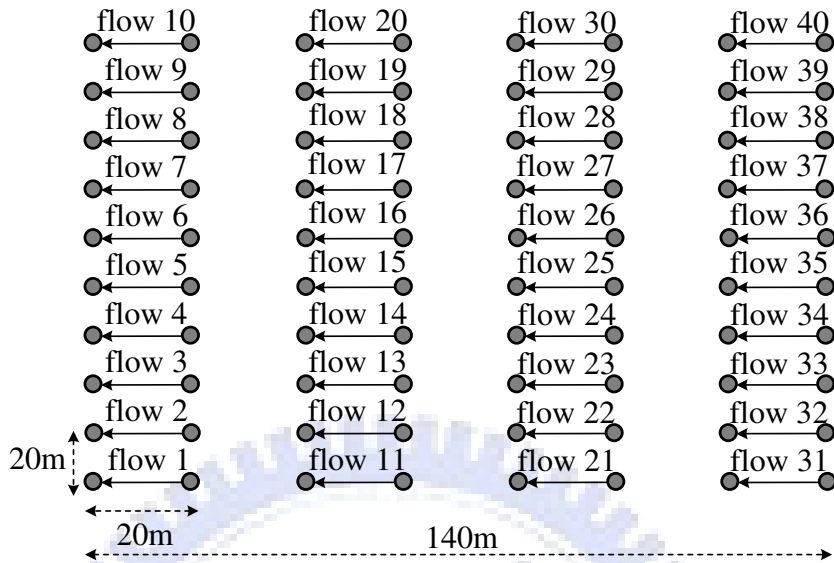 flow 10 flow 20 flow 30 flow 40
flow 9 flow 19 flow 29 flow 39
flow 8 flow 18 flow 28 flow 38
flow 7 flow 17 flow 27 flow 37
flow 6 flow 16 flow 26 flow 36
flow 5 flow 15 flow 25 flow 35
flow 4 flow 14 flow 24 flow 34
flow 3 flow 13 flow 23 flow 33
flow 2 flow 12 flow 22 flow 32
20m flow 1 flow 11 flow 21 flow 31
20m 140m